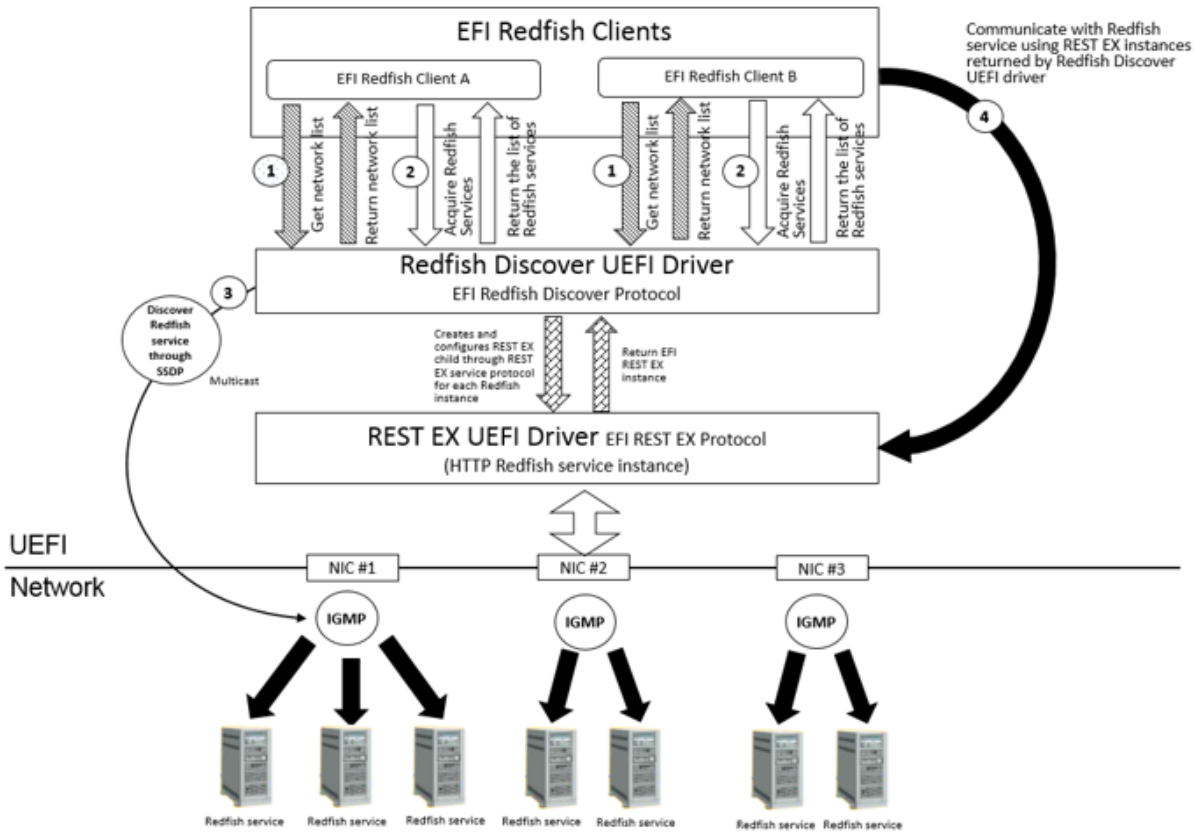 EFI Redfish Clients
Communicate with Redfish
service using REST EX instances
returned by Redfish Discover
UEFI driver
EFI Redfish Client A
EFI Redfish Client B
4
1
Get network list
Return network list
2
Acquire Redfish
Services
Return the list of
Redfish services
1
Get network list
Return network list
2
Acquire Redfish
Services
Return the list of
Redfish services
Redfish Discover UEFI Driver
EFI Redfish Discover Protocol
3
Discover
Redfish
service
through
SSDP
Multicast
Creates and
configures REST EX
child through REST
EX service protocol
for each Redfish
instance
Return EFI
REST EX
instance
REST EX UEFI Driver EFI REST EX Protocol
(HTTP Redfish service instance)
UEFI
Network
NIC #1
NIC #2
NIC #3
IGMP
IGMP
IGMP
Redfish service
Redfish service
Redfish service
Redfish service
Redfish service
Redfish service
Redfish service